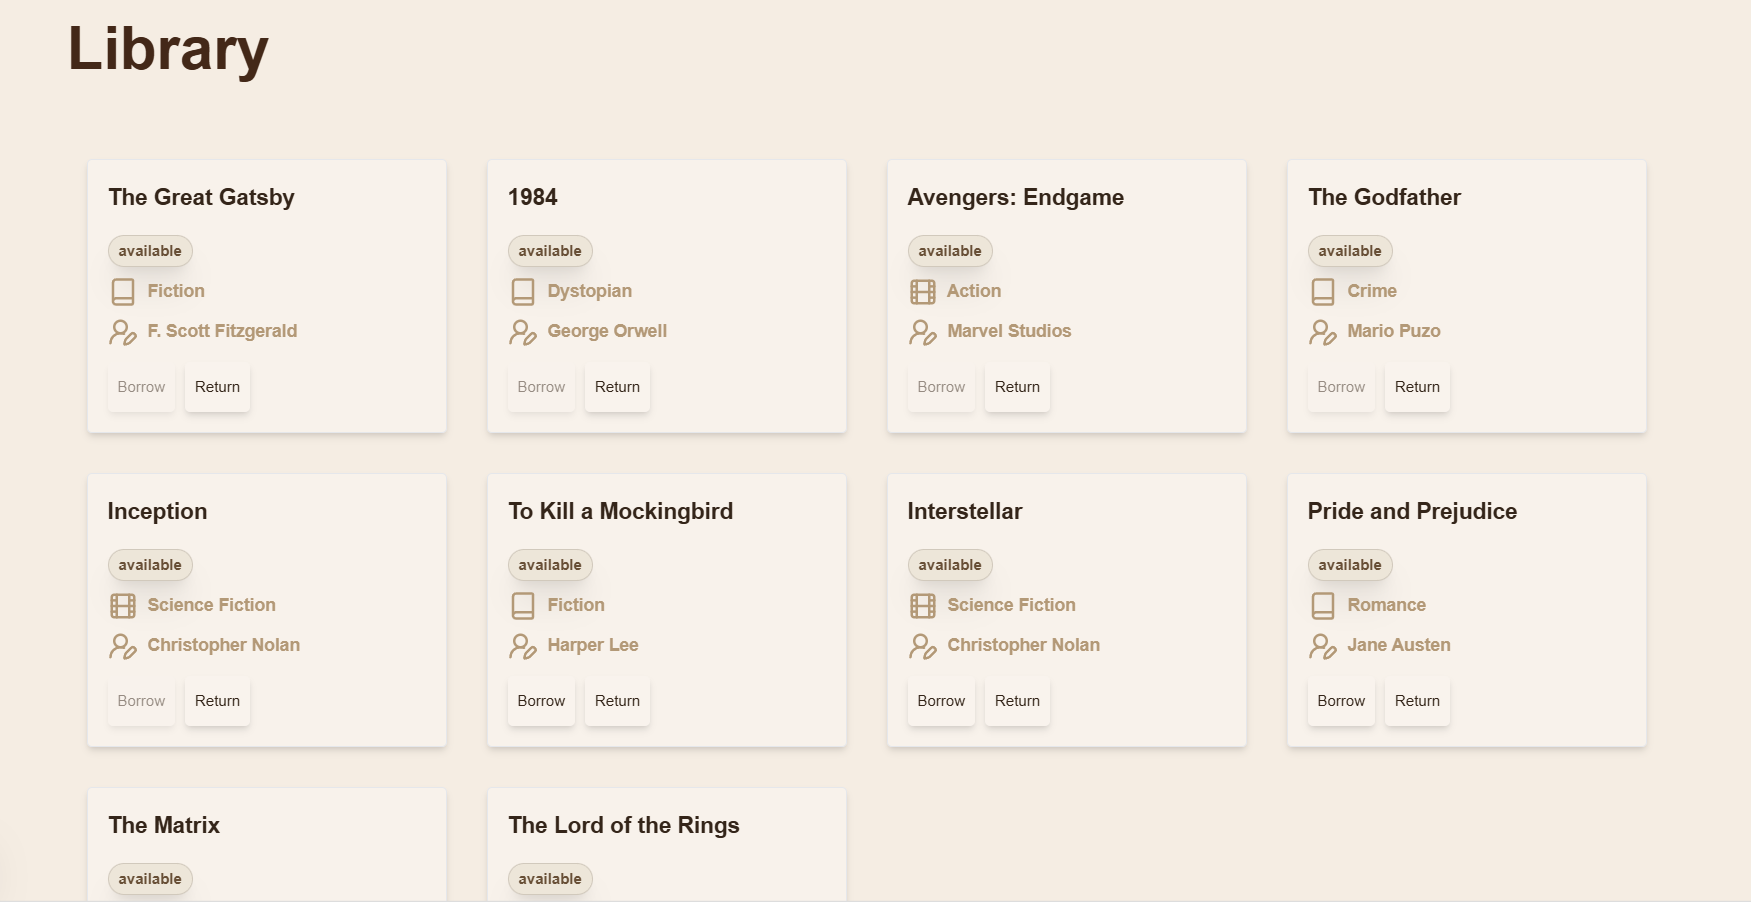 Library
The Great Gatsby
available
Fiction
F. Scott Fitzgerald
Borrow Return
1984
available
Dystopian
George Orwell
Borrow Return
Avengers: Endgame
available
Action
Marvel Studios
Borrow Return
The Godfather
available
Crime
Mario Puzo
Borrow Return
Inception
available
Science Fiction
Christopher Nolan
Borrow Return
To Kill a Mockingbird
available
Fiction
Harper Lee
Borrow Return
Interstellar
available
Science Fiction
Christopher Nolan
Borrow Return
Pride and Prejudice
available
Romance
Jane Austen
Borrow Return
The Matrix
available
The Lord of the Rings
available